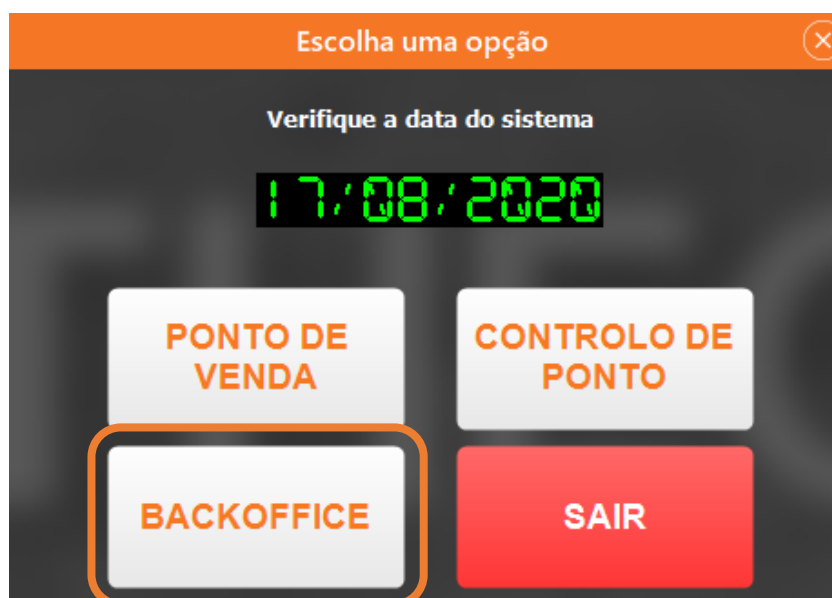 Escolha uma opção
Verifique a data do sistema
17/08/2020
PONTO DE
VENDA
CONTROLO DE
PONTO
BACKOFFICE
SAIR